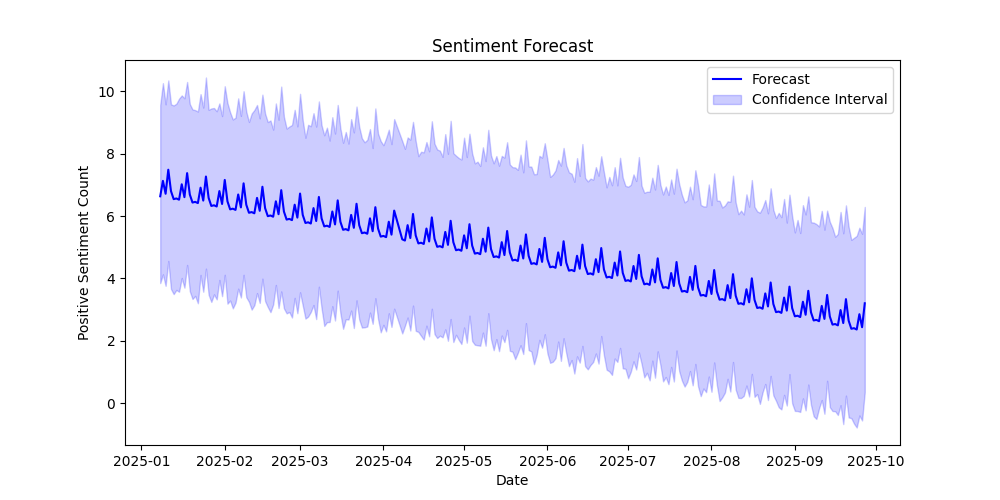 Sentiment Forecast
Forecast
Confidence Interval
Positive Sentiment Count
10
8
6
4
2
0
2025-01 2025-02 2025-03 2025-04 2025-05 2025-06 2025-07 2025-08 2025-09 2025-10
Date